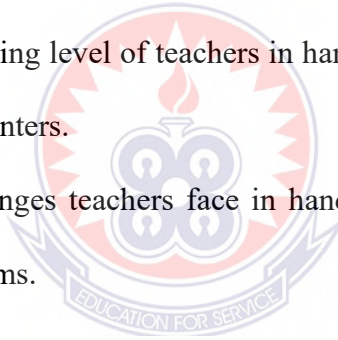 ing level of teachers in han
nters.
nges teachers face in hand
ms.
EDUCATION FOR SERVICE